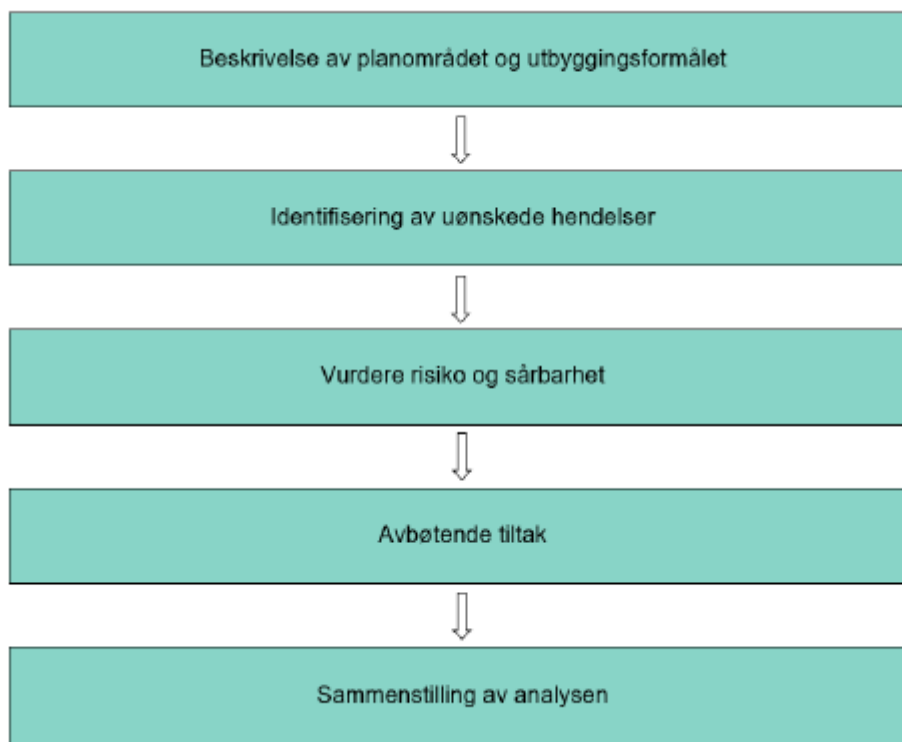 Beskrivelse av planområdet og utbyggingsformålet
Identifisering av uønskede hendelser
Vurdere risiko og sårbarhet
Avbøtende tiltak
Sammenstilling av analysen